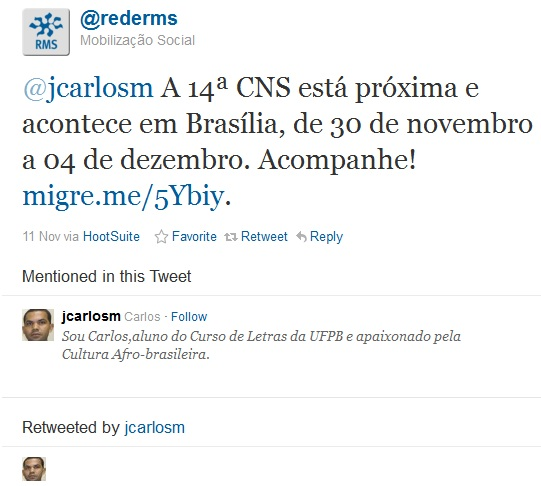 RMS
@rederms
Mobilização Social
@jcarlosm A 14ª CNS está próxima e
acontece em Brasília, de 30 de novembro
a 04 de dezembro. Acompanhe!
migre.me/5Ybiy.
11 Nov via HootSuite Favorite Retweet Reply
Mentioned in this Tweet
jcarlosm Carlos · Follow
Sou Carlos,aluno do Curso de Letras da UFPB e apaixonado pela
Cultura Afro-brasileira.
Retweeted by jcarlosm